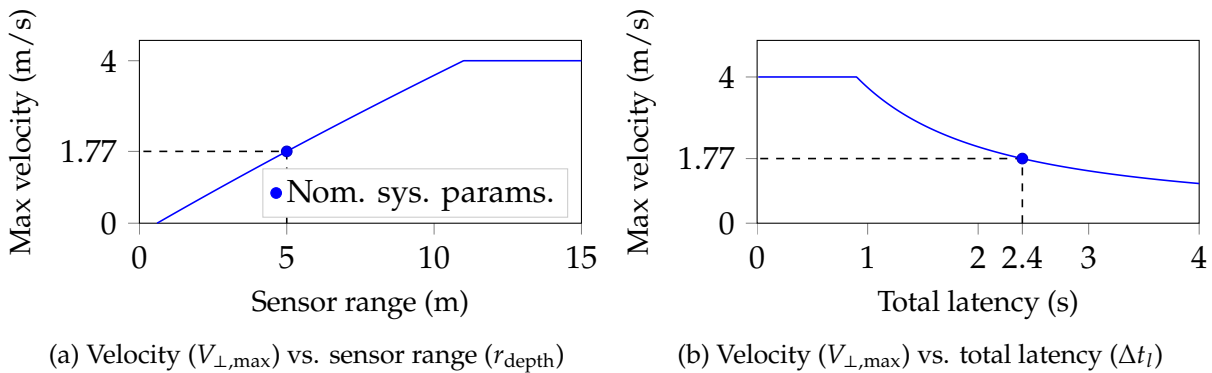 Max velocity (m/s)
4
1.77
0
Nom. sys. params.
0 5 10 15
Sensor range (m)
(a) Velocity (V⊥,max) vs. sensor range (r_depth)
Max velocity (m/s)
4
1.77
0
0 1 2 2.4 3 4
Total latency (s)
(b) Velocity (V⊥,max) vs. total latency (Δt_l)